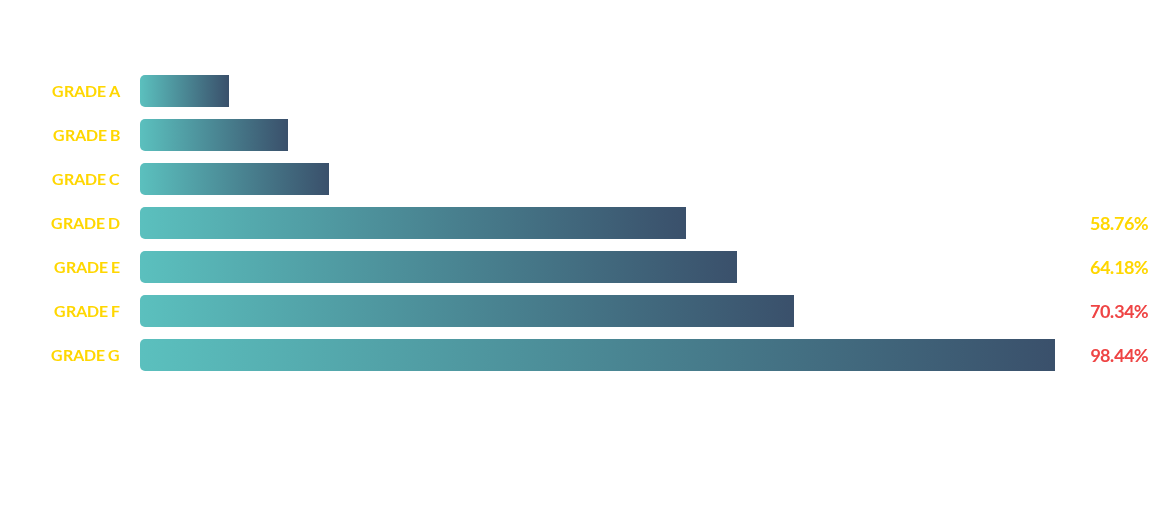 GRADE A
GRADE B
GRADE C
GRADE D 58.76%
GRADE E 64.18%
GRADE F 70.34%
GRADE G 98.44%